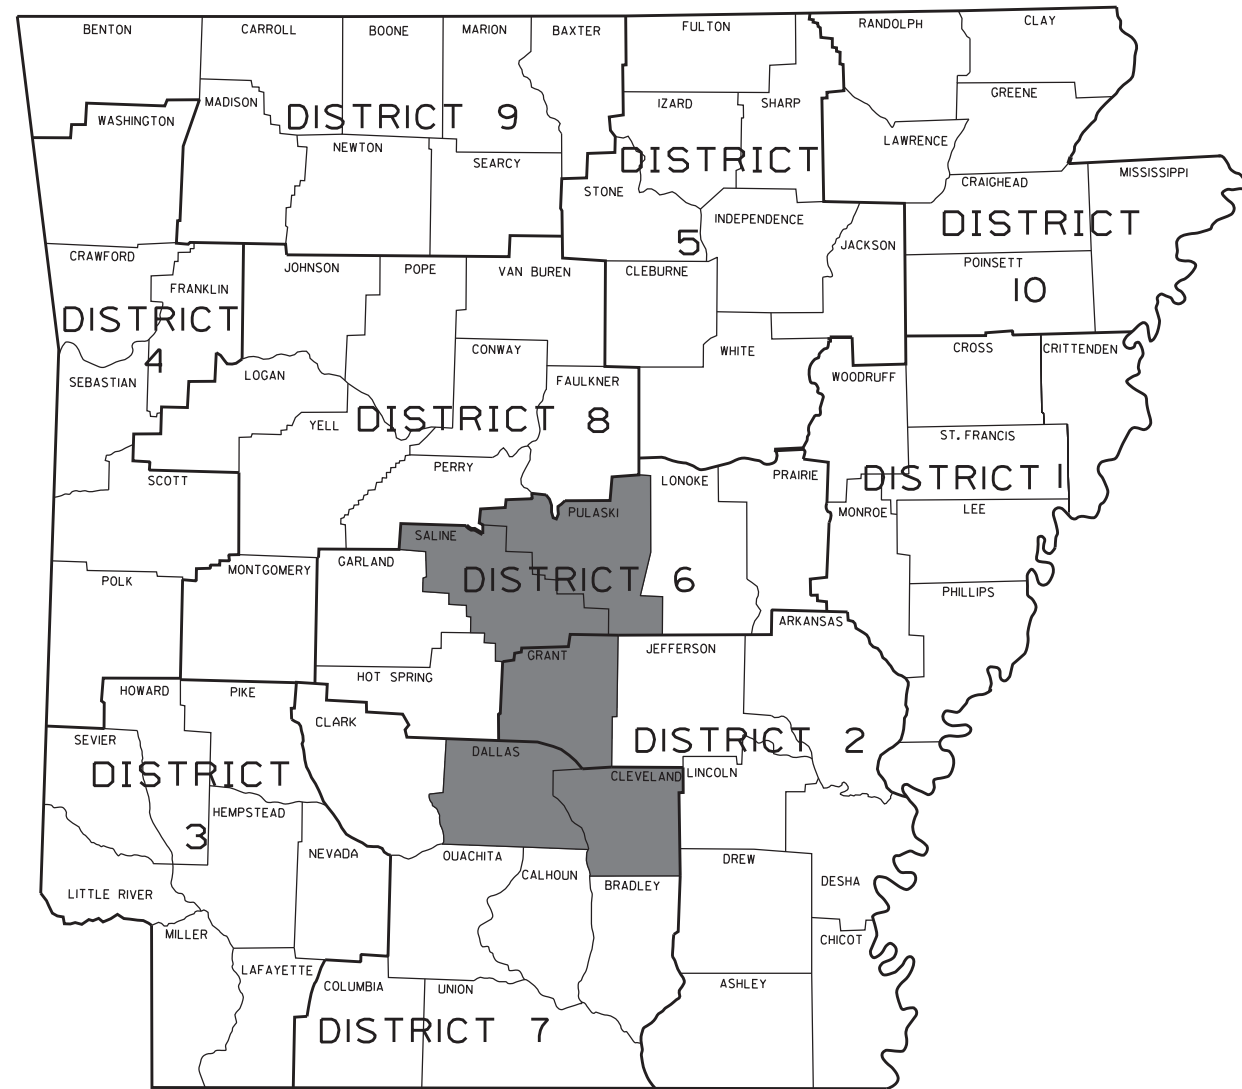 BENTON
CARROLL
BOONE
MARION
BAXTER
FULTON
RANDOLPH
CLAY
WASHINGTON
MADISON
DISTRICT 9
NEWTON
SEARCY
IZARD
SHARP
GREENE
LAWRENCE
DISTRICT
5
STONE
INDEPENDENCE
JACKSON
CRAIGHEAD
MISSISSIPPI
DISTRICT
10
POINSETT
CRAWFORD
FRANKLIN
DISTRICT
4
SEBASTIAN
JOHNSON
POPE
VAN BUREN
CLEBURNE
CONWAY
WHITE
CROSS
CRITTENDEN
LOGAN
FAULKNER
WOODRUFF
YELL
DISTRICT 8
ST. FRANCIS
PERRY
SCOTT
LONOKE
PRAIRIE
DISTRICT 1
MONROE
LEE
PULASKI
SALINE
GARLAND
MONTGOMERY
POLK
DISTRICT 6
PHILLIPS
ARKANSAS
GRANT
JEFFERSON
HOT SPRING
HOWARD
PIKE
CLARK
SEVIER
DISTRICT
3
DALLAS
DISTRICT 2
CLEVELAND
LINCOLN
HEMPSTEAD
NEVADA
OUACHITA
CALHOUN
BRADLEY
DREW
DESHA
LITTLE RIVER
MILLER
CHICOT
LAFAYETTE
COLUMBIA
UNION
ASHLEY
DISTRICT 7